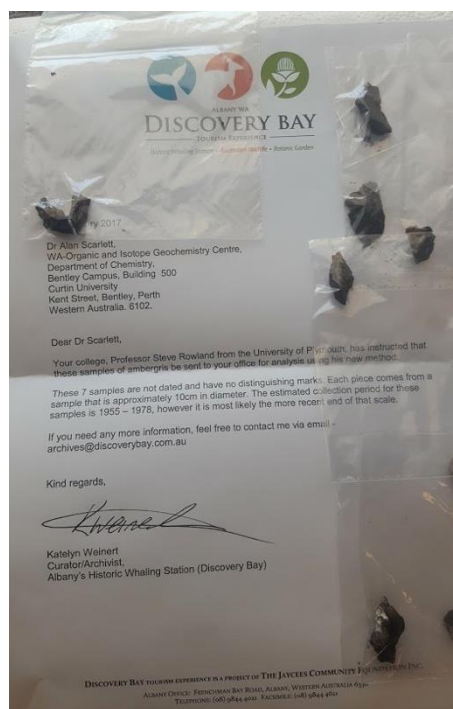 ALBANY WA
DISCOVERY BAY
TOURISM EXPERIENCE
Historic Whaling Station • Australian Wildlife • Botanic Garden
ry 2017
Dr Alan Scarlett,
WA-Organic and Isotope Geochemistry Centre,
Department of Chemistry,
Bentley Campus, Building 500
Curtin University
Kent Street, Bentley, Perth
Western Australia. 6102.
Dear Dr Scarlett,
Your college, Professor Steve Rowland from the University of Plymouth, has instructed that
these samples of ambergris be sent to your office for analysis using his new method.
These 7 samples are not dated and have no distinguishing marks. Each piece comes from a
sample that is approximately 10cm in diameter. The estimated collection period for these
samples is 1955 – 1978, however it is most likely the more recent end of that scale.
If you need any more information, feel free to contact me via email -
archives@discoverybay.com.au
Kind regards,
KWeinert
Katelyn Weinert
Curator/Archivist,
Albany's Historic Whaling Station (Discovery Bay)
DISCOVERY BAY TOURISM EXPERIENCE IS A PROJECT OF THE JAYCEES COMMUNITY FOUNDATION INC.
ALBANY OFFICE: FRENCHMAN BAY ROAD, ALBANY, WESTERN AUSTRALIA 6330
TELEPHONE: (08) 9844 4021 FACSIMILE: (08) 9844 4621